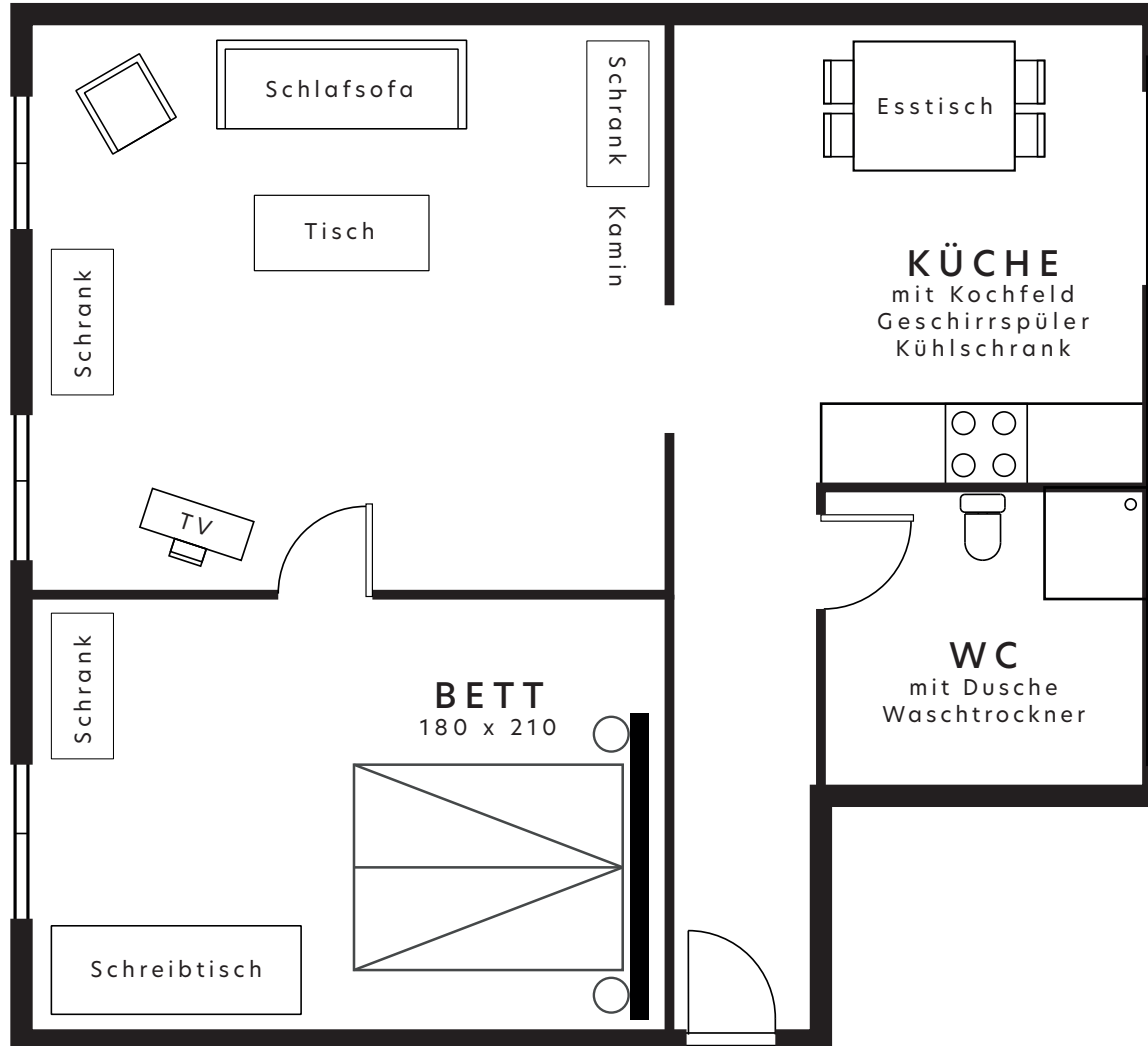 Schlafsofa
Schrank
Esstisch
Tisch
Kamin
KÜCHE
mit Kochfeld
Geschirrspüler
Kühlschrank
Schrank
TV
Schrank
BETT
180 x 210
WC
mit Dusche
Waschtrockner
Schreibtisch